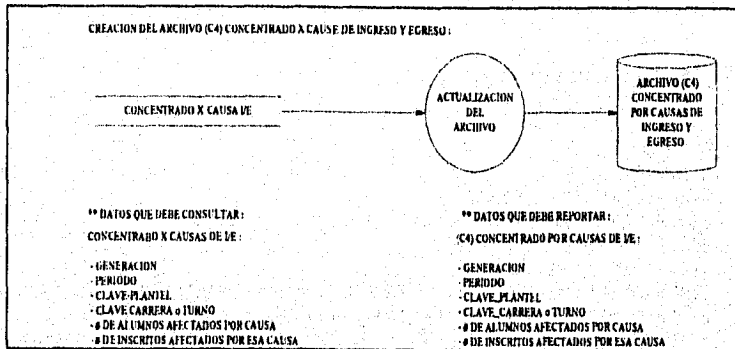 CREACION DEL ARCHIVO (C4) CONCENTRADO X CAUSE DE INGRESO Y EGRESO :
CONCENTRADO X CAUSA I/E
ACTUALIZACION
DEL
ARCHIVO
ARCHIVO (C4)
CONCENTRADO
POR CAUSAS DE
INGRESO Y
EGRESO
** DATOS QUE DEBE CONSULTAR :
CONCENTRADO X CAUSAS DE I/E :
- GENERACION
- PERIODO
- CLAVE-PLANTEL
- CLAVE CARRERA o TURNO
- # DE ALUMNOS AFECTADOS POR CAUSA
- # DE INSCRITOS AFECTADOS POR ESA CAUSA
** DATOS QUE DEBE REPORTAR :
(C4) CONCENTRADO POR CAUSAS DE I/E :
- GENERACION
- PERIODO
- CLAVE_PLANTEL
- CLAVE_CARRERA o TURNO
- # DE ALUMNOS AFECTADOS POR CAUSA
- # DE INSCRITOS AFECTADOS POR ESA CAUSA